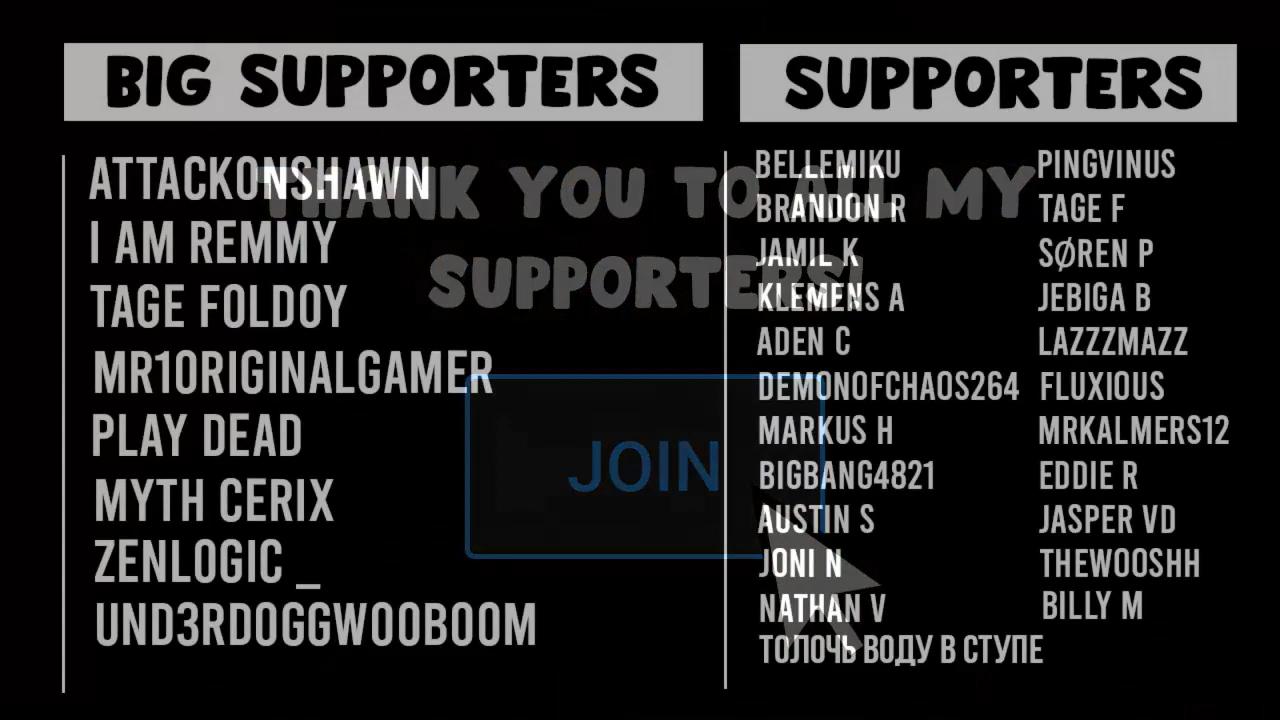 BIG SUPPORTERS
ATTACKONSHAWN
I AM REMMY
TAGE FOLDOY
MR1ORIGINALGAMER
PLAY DEAD
MYTH CERIX
ZENLOGIC _
UND3RDOGGWOOBOOM
SUPPORTERS
BELLEMIKU
BRANDON R
JAMIL K
KLEMENS A
ADEN C
DEMONOFCHAOS264
MARKUS H
BIGBANG4821
AUSTIN S
JONI N
NATHAN V
ТОЛОЧЬ ВОДУ В СТУПЕ
PINGVINUS
TAGE F
SØREN P
JEBIGA B
LAZZZMAZZ
FLUXIOUS
MRKALMERS12
EDDIE R
JASPER VD
THEWOOSHH
BILLY M
THANK YOU TO ALL MY
SUPPORTERS!
JOIN